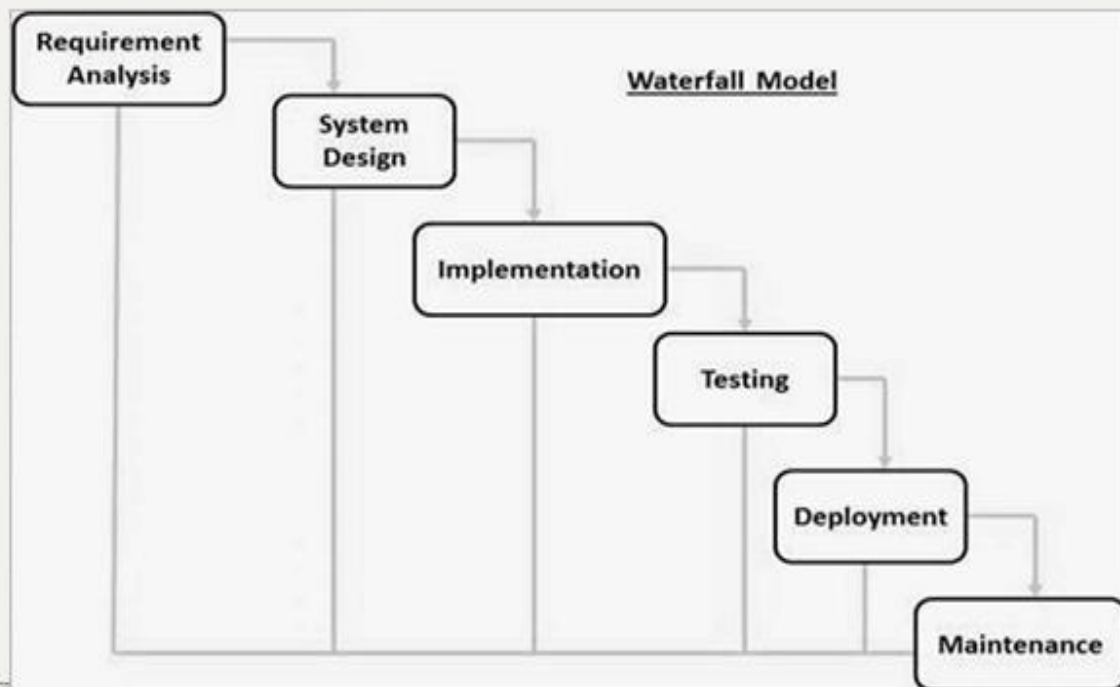 Requirement
Analysis
Waterfall Model
System
Design
Implementation
Testing
Deployment
Maintenance